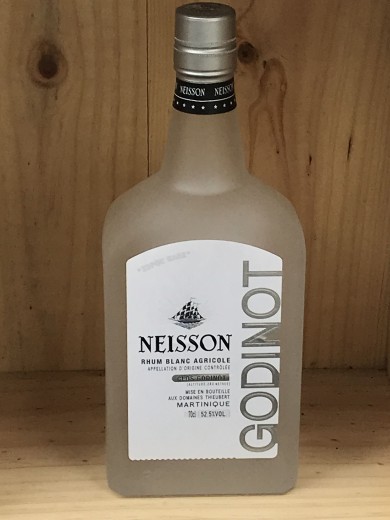 NEISSON NEISSON
NEISSON
RHUM BLANC AGRICOLE
APPELLATION D'ORIGINE CONTRÔLÉE
MISE EN BOUTEILLE
AUX DOMAINES THIEUBERT
MARTINIQUE
70cl 52.5%VOL.
GODINOT